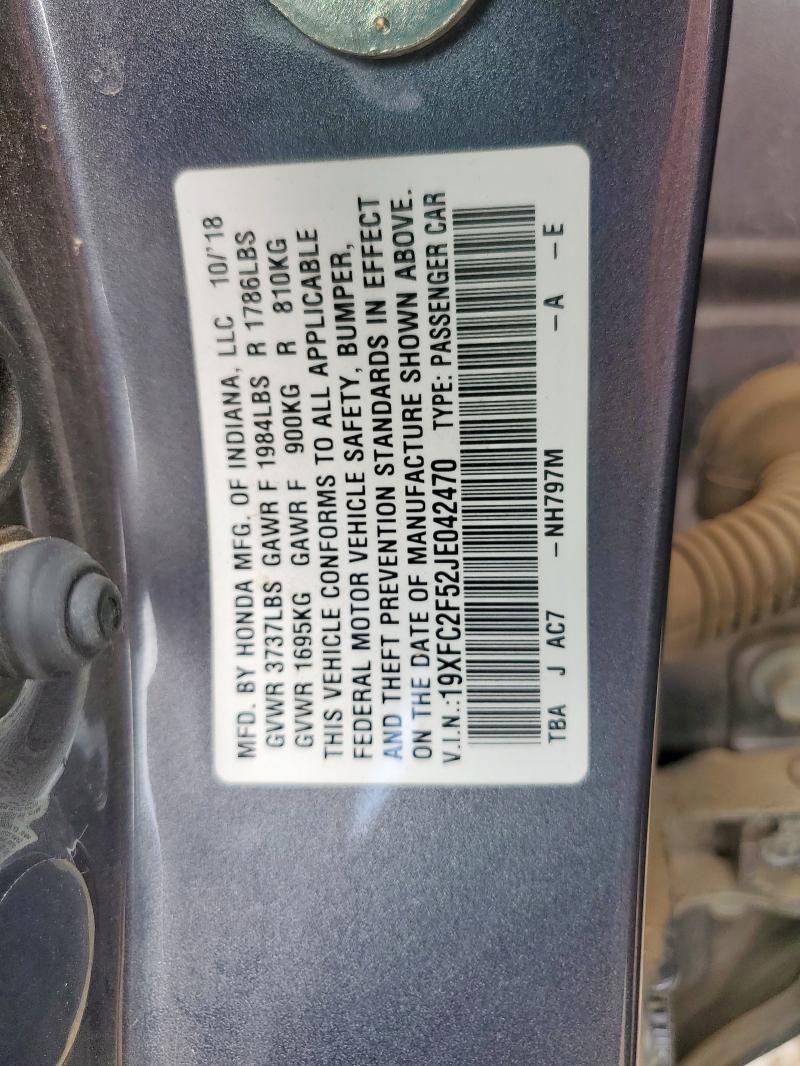 MFD. BY HONDA MFG. OF INDIANA, LLC 10/'18
GVWR 3737LBS GAWR F 1984LBS R 1786LBS
GVWR 1695KG GAWR F 900KG R 810KG
THIS VEHICLE CONFORMS TO ALL APPLICABLE
FEDERAL MOTOR VEHICLE SAFETY, BUMPER,
AND THEFT PREVENTION STANDARDS IN EFFECT
ON THE DATE OF MANUFACTURE SHOWN ABOVE.
V.I.N.:19XFC2F52JE042470 TYPE: PASSENGER CAR
TBA J AC7 -NH797M -A -E